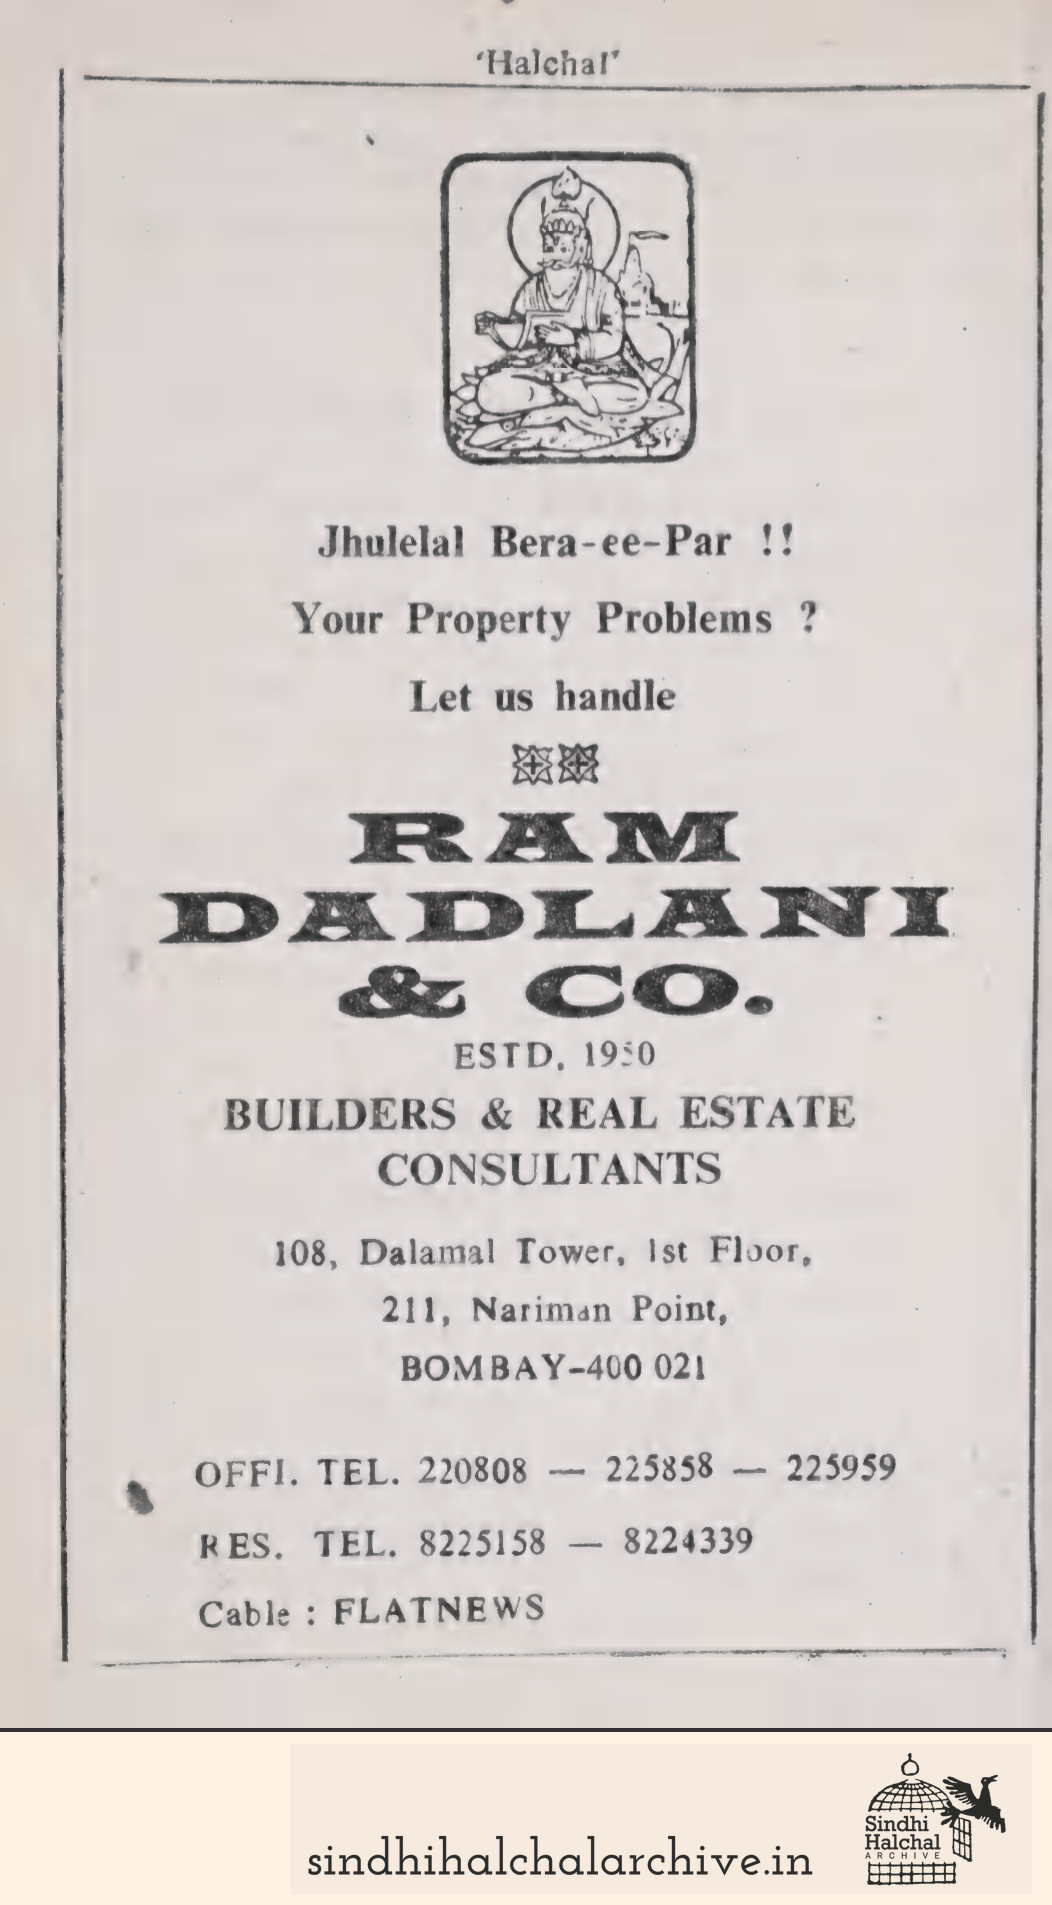 'Halchal'
Jhulelal Bera-ee-Par !!
Your Property Problems ?
Let us handle
RAM
DADLANI
& CO.
ESTD. 1950
BUILDERS & REAL ESTATE
CONSULTANTS
108, Dalamal Tower, 1st Floor,
211, Nariman Point,
BOMBAY-400 021
OFFI. TEL. 220808 — 225858 — 225959
RES. TEL. 8225158 — 8224339
Cable : FLATNEWS
sindhihalchalarchive.in
Sindhi
Halchal
ARCHIVE